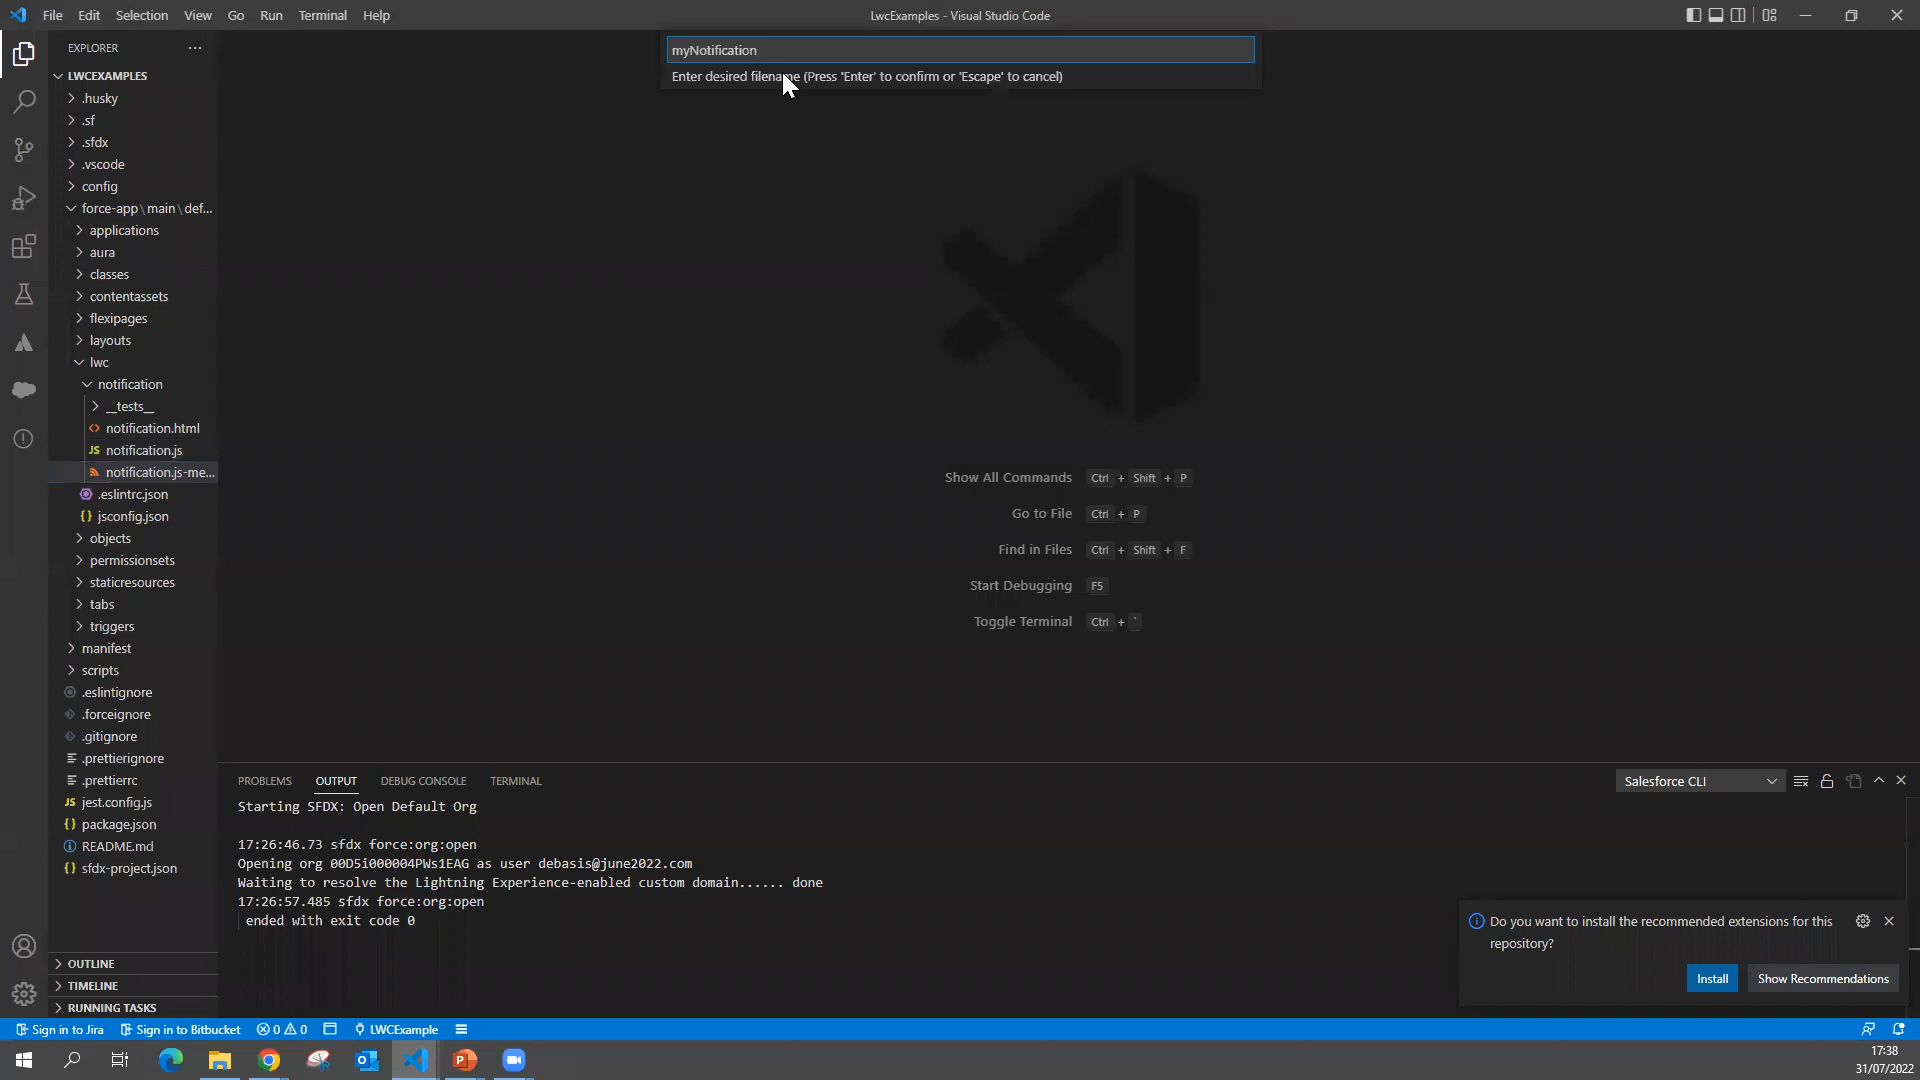 File Edit Selection View Go Run Terminal Help
LwcExamples - Visual Studio Code
EXPLORER
LWCEXAMPLES
.husky
.sf
.sfdx
.vscode
config
force-app\main\def...
applications
aura
classes
contentassets
flexipages
layouts
lwc
notification
__tests__
notification.html
JS notification.js
notification.js-me...
.eslintrc.json
{} jsconfig.json
objects
permissionsets
staticresources
tabs
triggers
manifest
scripts
.eslintignore
.forceignore
.gitignore
.prettierignore
.prettierrc
JS jest.config.js
{} package.json
README.md
{} sfdx-project.json
OUTLINE
TIMELINE
RUNNING TASKS
myNotification
Enter desired filename (Press 'Enter' to confirm or 'Escape' to cancel)
Show All Commands Ctrl + Shift + P
Go to File Ctrl + P
Find in Files Ctrl + Shift + F
Start Debugging F5
Toggle Terminal Ctrl + `
PROBLEMS OUTPUT DEBUG CONSOLE TERMINAL
Salesforce CLI
Starting SFDX: Open Default Org
17:26:46.73 sfdx force:org:open
Opening org 00D5i000004PWs1EAG as user debasis@june2022.com
Waiting to resolve the Lightning Experience-enabled custom domain...... done
17:26:57.485 sfdx force:org:open
ended with exit code 0
Do you want to install the recommended extensions for this
repository?
Install Show Recommendations
Sign in to Jira Sign in to Bitbucket 0 0 LWCExample
17:38
31/07/2022